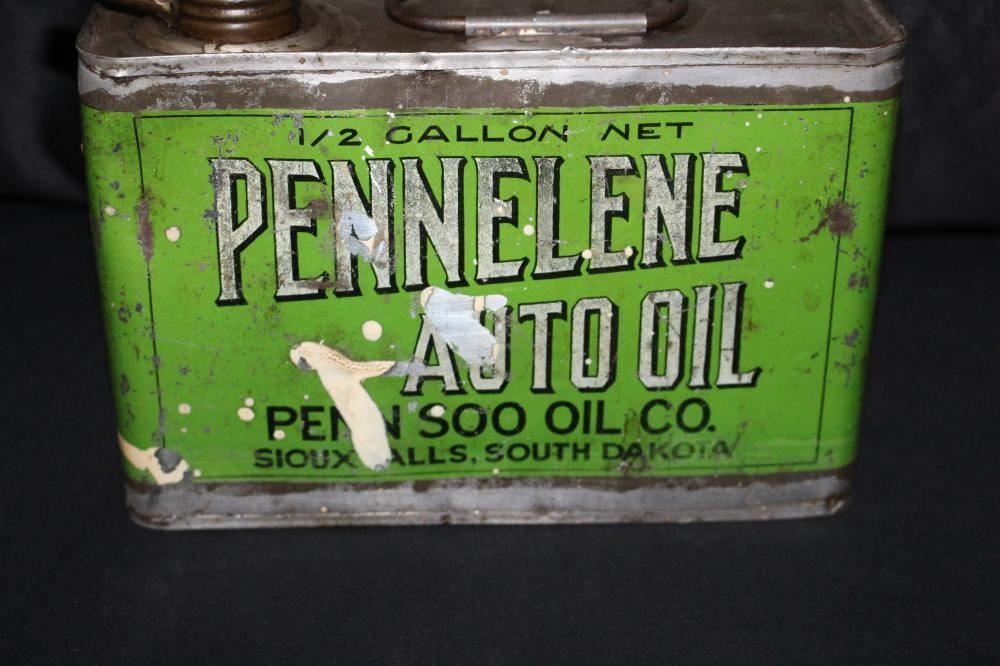 1/2 GALLON NET
PENNELENE
AUTO OIL
PENN SOO OIL CO.
SIOUX FALLS, SOUTH DAKOTA